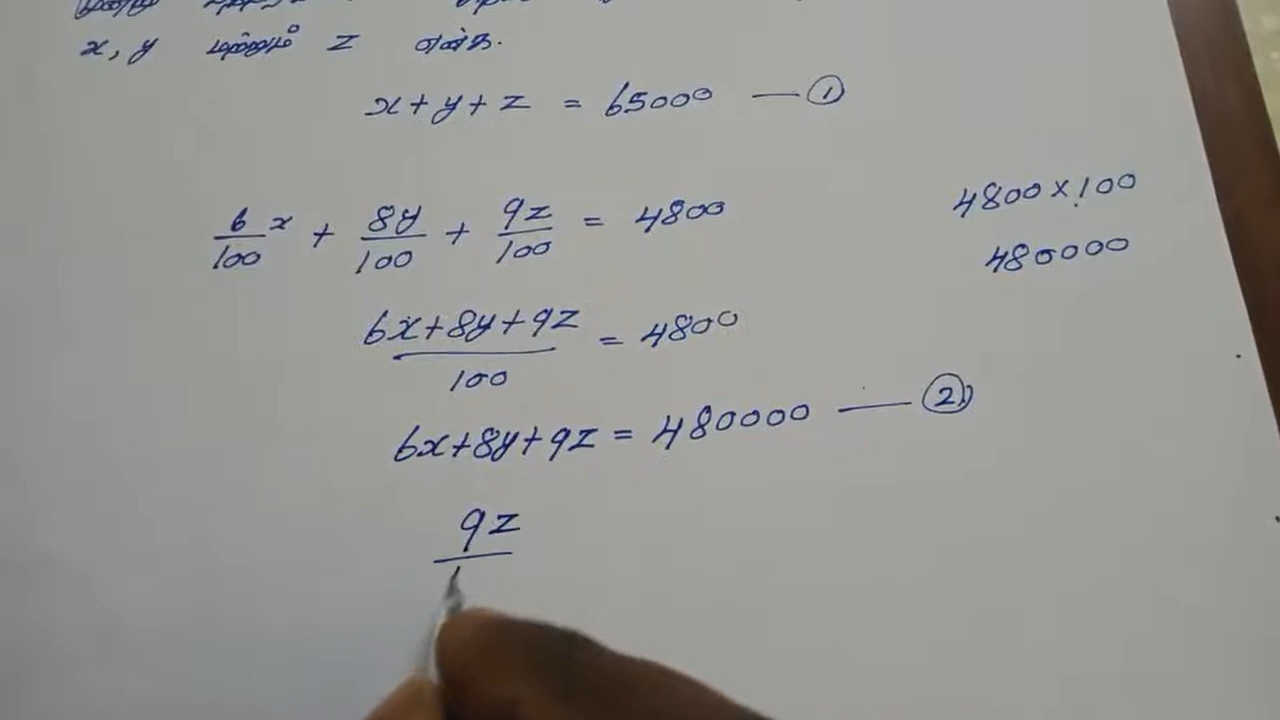 x, y மற்றும் z என்க.
x + y + z = 65000 — ①
6/100 x + 8y/100 + 9z/100 = 4800
4800 × 100
480000
6x + 8y + 9z / 100 = 4800
6x + 8y + 9z = 480000 — ②
9z